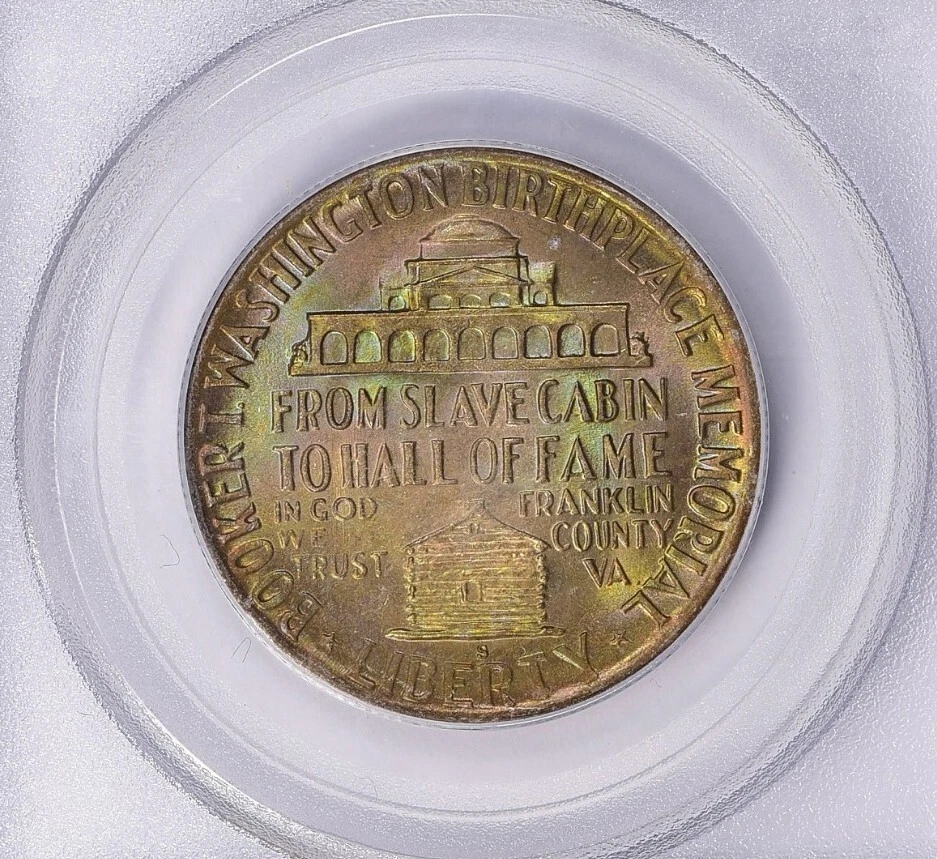 BOOKER T. WASHINGTON BIRTHPLACE MEMORIAL
FROM SLAVE CABIN
TO HALL OF FAME
IN GOD
WE
TRUST
FRANKLIN
COUNTY
VA
S
LIBERTY